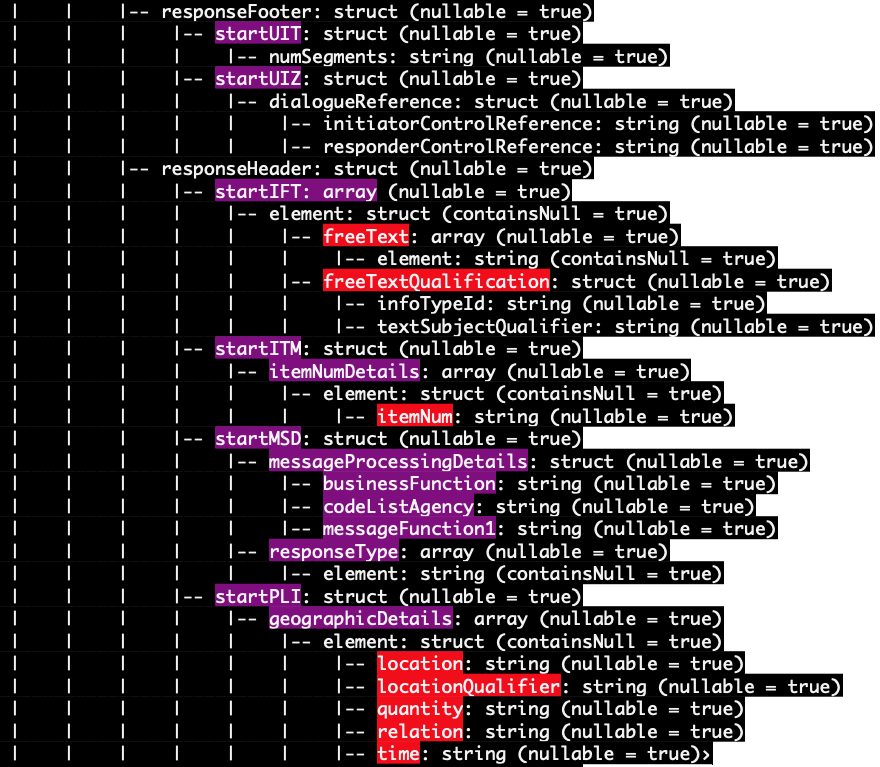 |    |    |-- responseFooter: struct (nullable = true)
|    |    |    |-- startUIT: struct (nullable = true)
|    |    |    |    |-- numSegments: string (nullable = true)
|    |    |    |-- startUIZ: struct (nullable = true)
|    |    |    |    |-- dialogueReference: struct (nullable = true)
|    |    |    |    |    |-- initiatorControlReference: string (nullable = true)
|    |    |    |    |    |-- responderControlReference: string (nullable = true)
|    |    |-- responseHeader: struct (nullable = true)
|    |    |    |-- startIFT: array (nullable = true)
|    |    |    |    |-- element: struct (containsNull = true)
|    |    |    |    |    |-- freeText: array (nullable = true)
|    |    |    |    |    |    |-- element: string (containsNull = true)
|    |    |    |    |    |-- freeTextQualification: struct (nullable = true)
|    |    |    |    |    |    |-- infoTypeId: string (nullable = true)
|    |    |    |    |    |    |-- textSubjectQualifier: string (nullable = true)
|    |    |    |-- startITM: struct (nullable = true)
|    |    |    |    |-- itemNumDetails: array (nullable = true)
|    |    |    |    |    |-- element: struct (containsNull = true)
|    |    |    |    |    |    |-- itemNum: string (nullable = true)
|    |    |    |-- startMSD: struct (nullable = true)
|    |    |    |    |-- messageProcessingDetails: struct (nullable = true)
|    |    |    |    |    |-- businessFunction: string (nullable = true)
|    |    |    |    |    |-- codeListAgency: string (nullable = true)
|    |    |    |    |    |-- messageFunction1: string (nullable = true)
|    |    |    |    |-- responseType: array (nullable = true)
|    |    |    |    |    |-- element: string (containsNull = true)
|    |    |    |-- startPLI: struct (nullable = true)
|    |    |    |    |-- geographicDetails: array (nullable = true)
|    |    |    |    |    |-- element: struct (containsNull = true)
|    |    |    |    |    |    |-- location: string (nullable = true)
|    |    |    |    |    |    |-- locationQualifier: string (nullable = true)
|    |    |    |    |    |    |-- quantity: string (nullable = true)
|    |    |    |    |    |    |-- relation: string (nullable = true)
|    |    |    |    |    |    |-- time: string (nullable = true)›